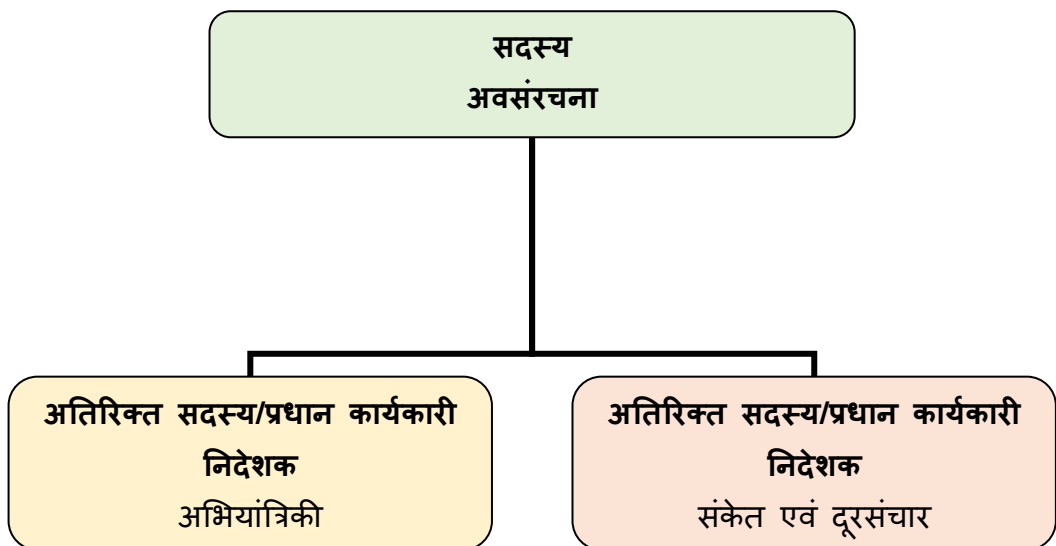 सदस्य
अवसंरचना
अतिरिक्त सदस्य/प्रधान कार्यकारी
निदेशक
अभियांत्रिकी
अतिरिक्त सदस्य/प्रधान कार्यकारी
निदेशक
संकेत एवं दूरसंचार